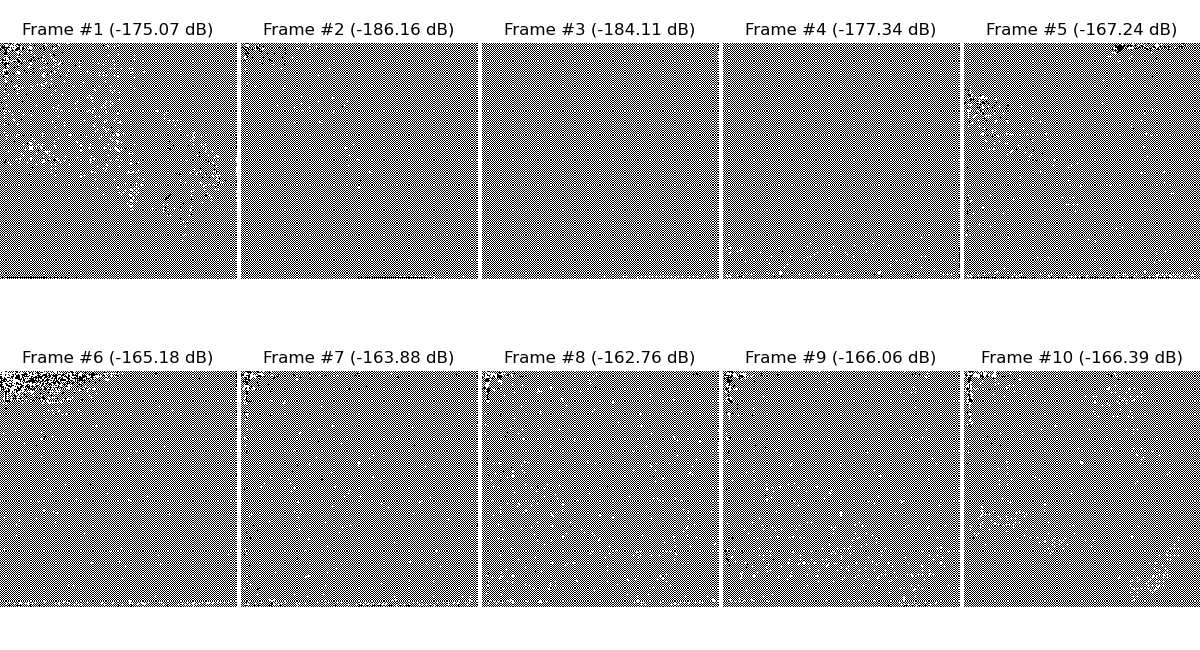 Frame #1 (-175.07 dB)
Frame #2 (-186.16 dB)
Frame #3 (-184.11 dB)
Frame #4 (-177.34 dB)
Frame #5 (-167.24 dB)
Frame #6 (-165.18 dB)
Frame #7 (-163.88 dB)
Frame #8 (-162.76 dB)
Frame #9 (-166.06 dB)
Frame #10 (-166.39 dB)